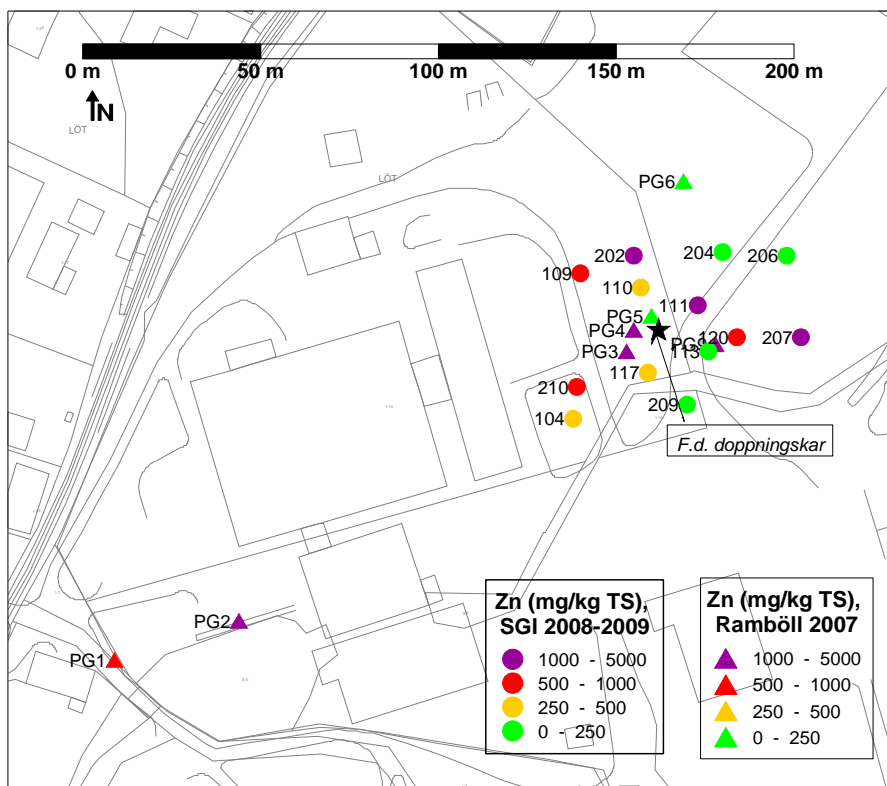 0 m 50 m 100 m 150 m 200 m
N
LÖT
LÖT
PG6
202
204
206
109
110
111
PG5
PG4
120
207
PG3
113
117
210
104
209
F.d. doppningskar
PG2
PG1
Zn (mg/kg TS),
SGI 2008-2009
1000 - 5000
500 - 1000
250 - 500
0 - 250
Zn (mg/kg TS),
Ramböll 2007
1000 - 5000
500 - 1000
250 - 500
0 - 250